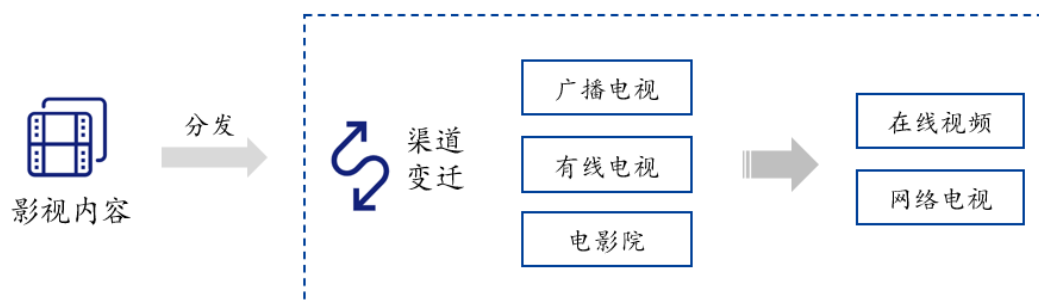 影视内容
分发
渠道
变迁
广播电视
有线电视
电影院
在线视频
网络电视